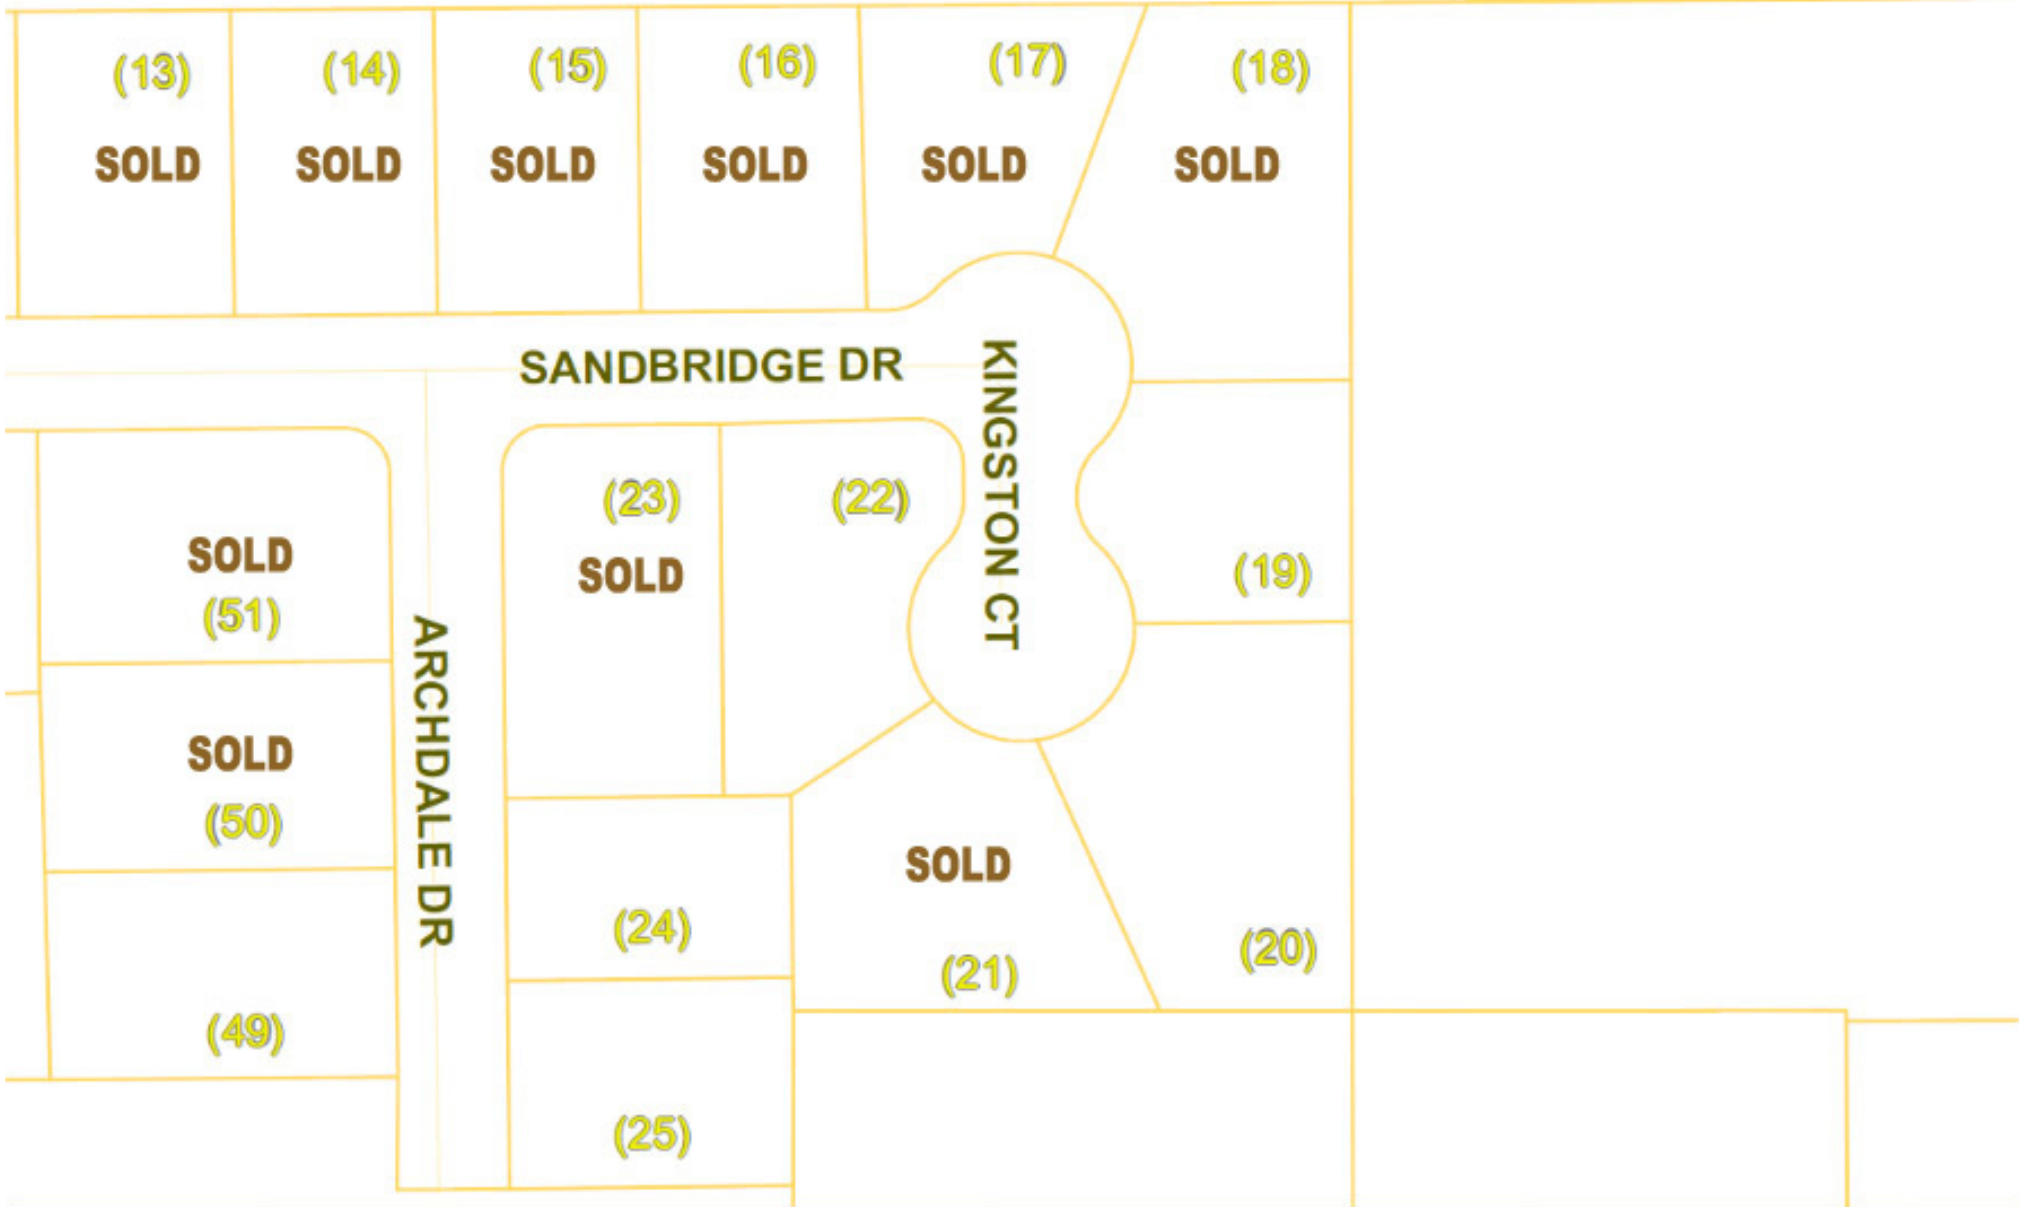 (13)
SOLD
(14)
SOLD
(15)
SOLD
(16)
SOLD
(17)
SOLD
(18)
SOLD
SANDBRIDGE DR
KINGSTON CT
ARCHDALE DR
SOLD
(51)
SOLD
(50)
(49)
(23)
SOLD
(22)
(19)
(24)
(25)
SOLD
(21)
(20)